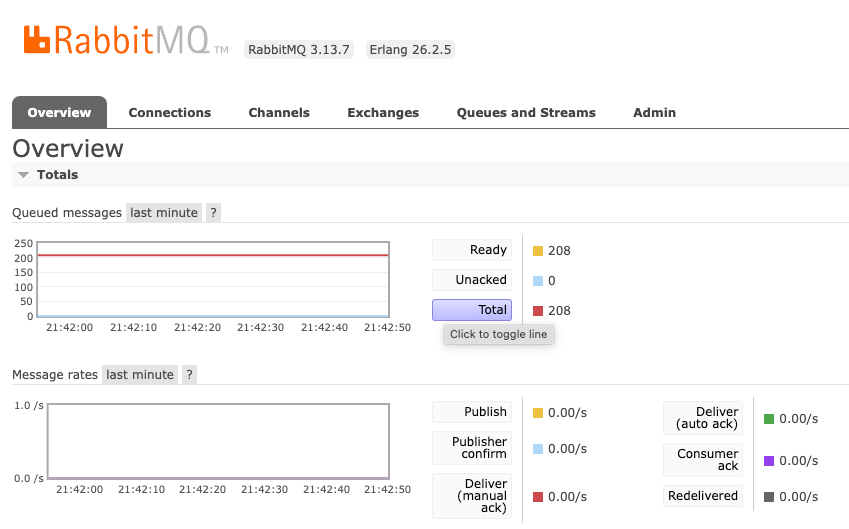 RabbitMQ TM RabbitMQ 3.13.7 Erlang 26.2.5
Overview Connections Channels Exchanges Queues and Streams Admin
Overview
Totals
Queued messages last minute ?
250
200
150
100
50
0
21:42:00 21:42:10 21:42:20 21:42:30 21:42:40 21:42:50
Ready 208
Unacked 0
Total 208
Click to toggle line
Message rates last minute ?
1.0 /s
0.0 /s
21:42:00 21:42:10 21:42:20 21:42:30 21:42:40 21:42:50
Publish 0.00/s
Publisher
confirm 0.00/s
Deliver
(manual
ack) 0.00/s
Deliver
(auto ack) 0.00/s
Consumer
ack 0.00/s
Redelivered 0.00/s